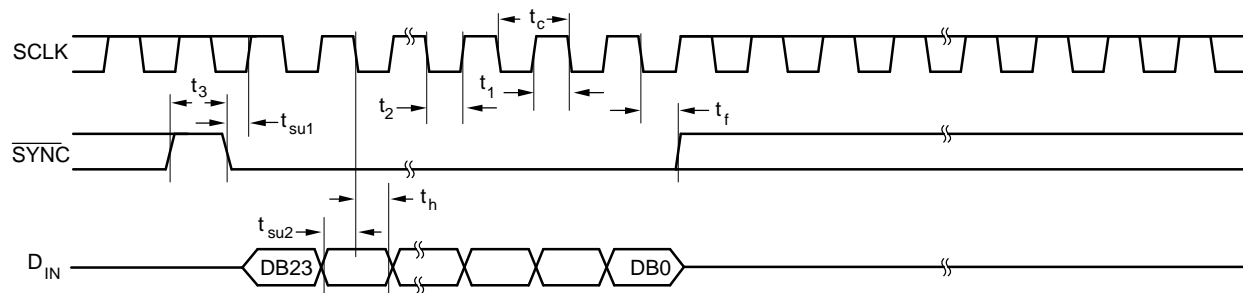 t_c
SCLK
t_3
t_1
t_2
t_su1
t_f
SYNC
t_h
t_su2
D_IN
DB23
DB0